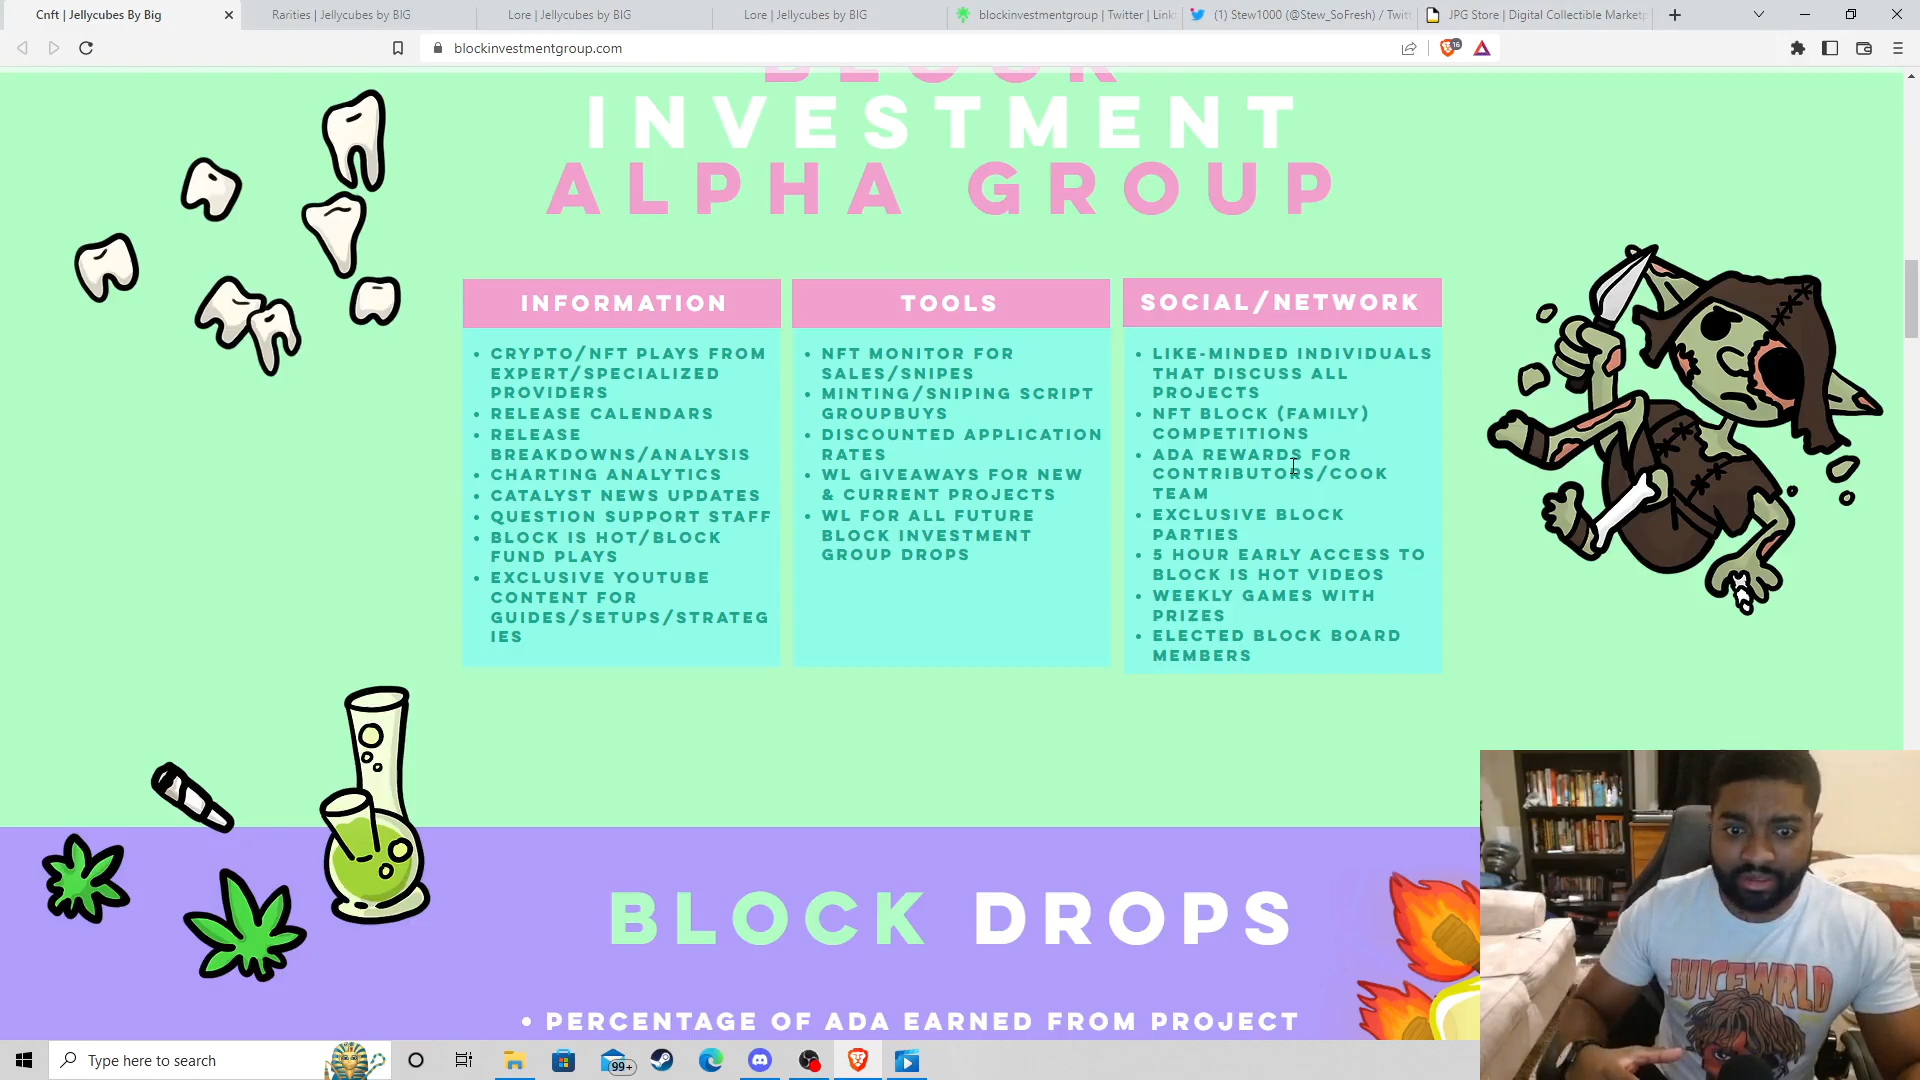 Cnft | Jellycubes By Big
Rarities | Jellycubes by BIG
Lore | Jellycubes by BIG
Lore | Jellycubes by BIG
blockinvestmentgroup | Twitter | Link
(1) Stew1000 (@Stew_SoFresh) / Twitt
JPG Store | Digital Collectible Market
blockinvestmentgroup.com
16
BLOCK
INVESTMENT
ALPHA GROUP
INFORMATION
CRYPTO/NFT PLAYS FROM
EXPERT/SPECIALIZED
PROVIDERS
RELEASE CALENDARS
RELEASE
BREAKDOWNS/ANALYSIS
CHARTING ANALYTICS
CATALYST NEWS UPDATES
QUESTION SUPPORT STAFF
BLOCK IS HOT/BLOCK
FUND PLAYS
EXCLUSIVE YOUTUBE
CONTENT FOR
GUIDES/SETUPS/STRATEG
IES
TOOLS
NFT MONITOR FOR
SALES/SNIPES
MINTING/SNIPING SCRIPT
GROUPBUYS
DISCOUNTED APPLICATION
RATES
WL GIVEAWAYS FOR NEW
& CURRENT PROJECTS
WL FOR ALL FUTURE
BLOCK INVESTMENT
GROUP DROPS
SOCIAL/NETWORK
LIKE-MINDED INDIVIDUALS
THAT DISCUSS ALL
PROJECTS
NFT BLOCK (FAMILY)
COMPETITIONS
ADA REWARDS FOR
CONTRIBUTORS/COOK
TEAM
EXCLUSIVE BLOCK
PARTIES
5 HOUR EARLY ACCESS TO
BLOCK IS HOT VIDEOS
WEEKLY GAMES WITH
PRIZES
ELECTED BLOCK BOARD
MEMBERS
BLOCK DROPS
• PERCENTAGE OF ADA EARNED FROM PROJECT
JUICEWRLD
Type here to search
99+